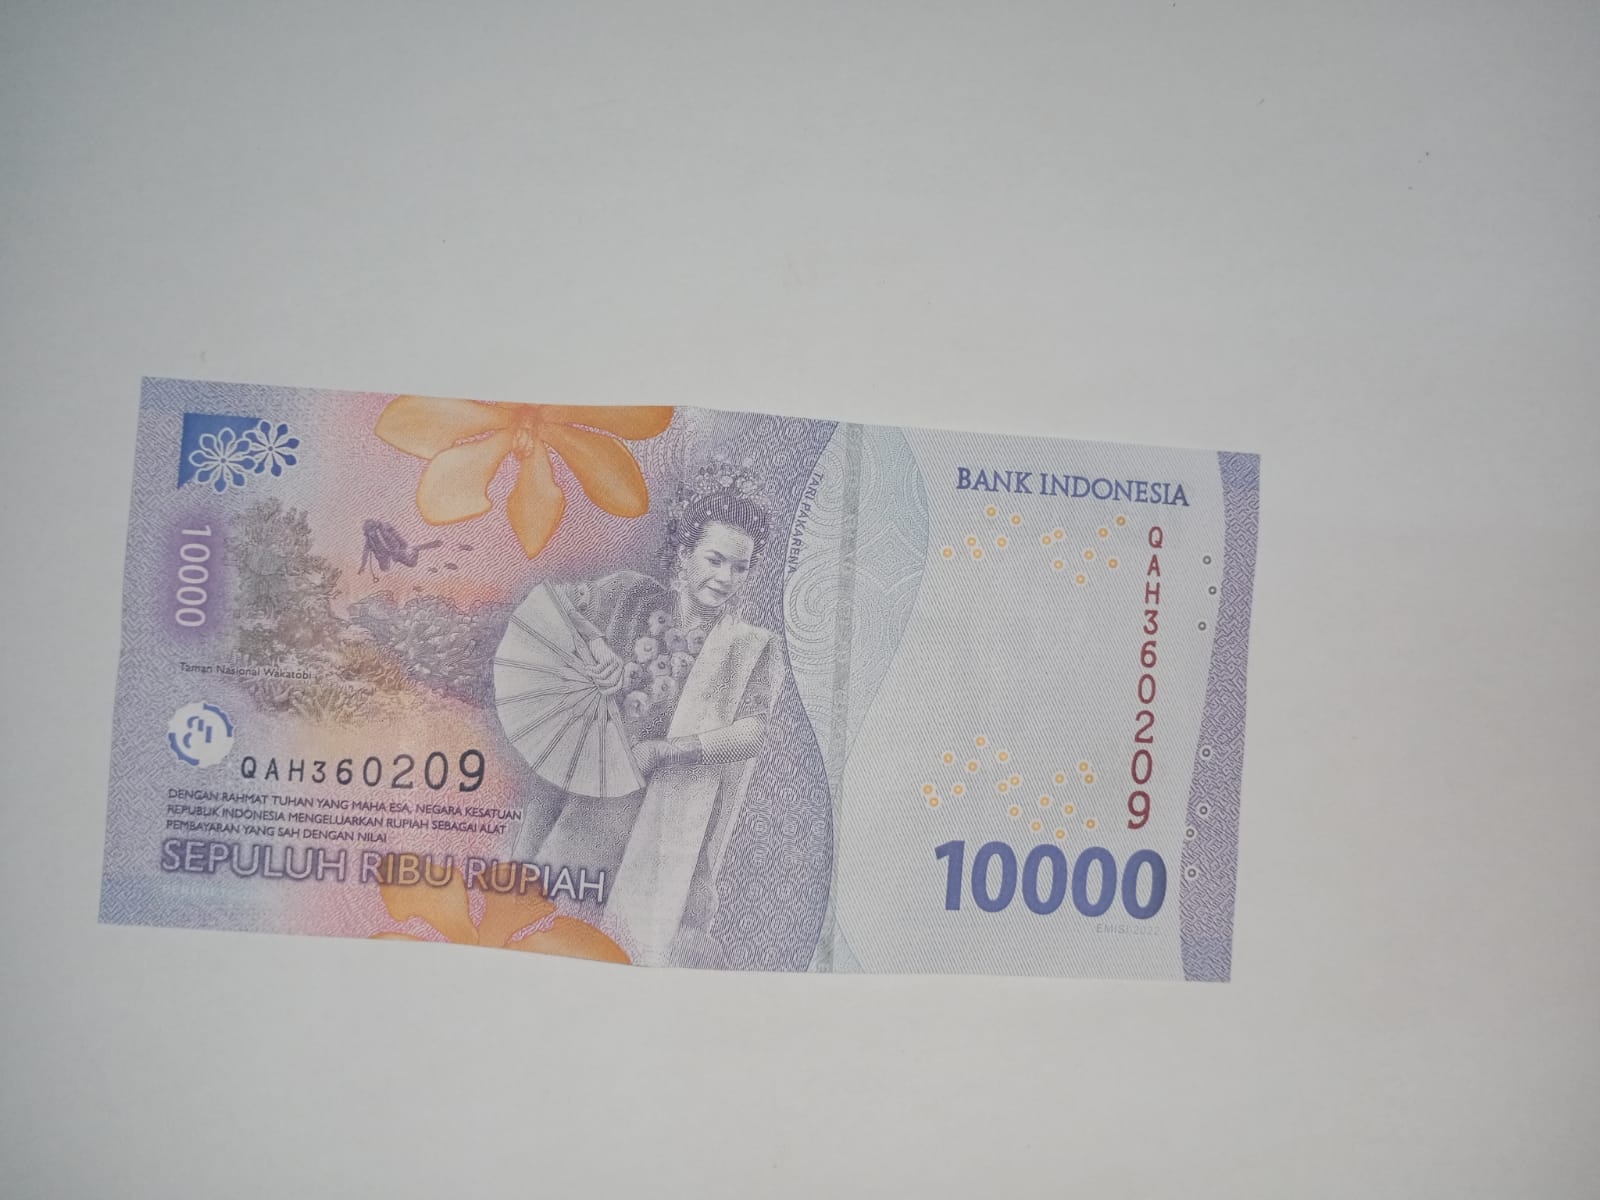 10000
TARI PAKARENA
Taman Nasional Wakatobi
QAH360209
DENGAN RAHMAT TUHAN YANG MAHA ESA, NEGARA KESATUAN
REPUBLIK INDONESIA MENGELUARKAN RUPIAH SEBAGAI ALAT
PEMBAYARAN YANG SAH DENGAN NILAI
SEPULUH RIBU RUPIAH
BANK INDONESIA
QAH360209
10000
EMISI 2022